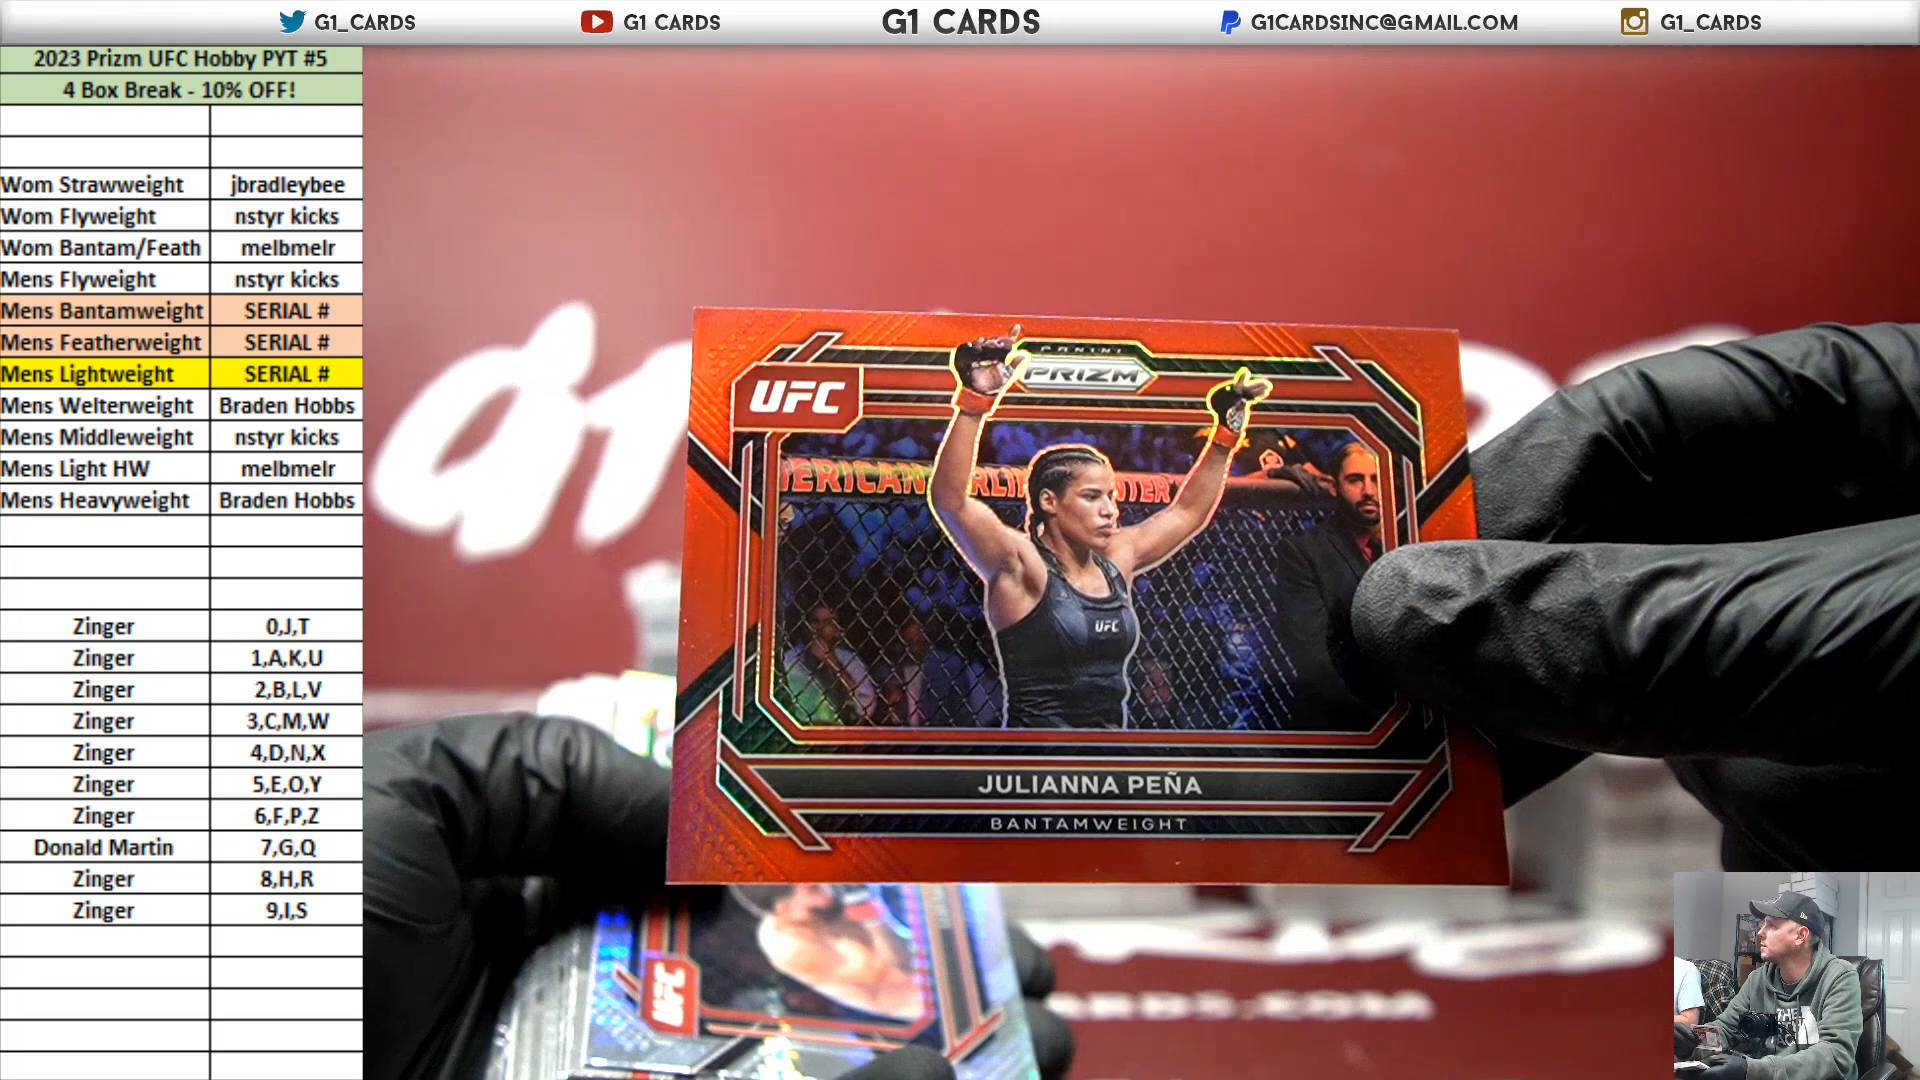 G1_CARDS G1 CARDS G1 CARDS G1CARDSINC@GMAIL.COM G1_CARDS
2023 Prizm UFC Hobby PYT #5
4 Box Break - 10% OFF!
Wom Strawweight jbradleybee
Wom Flyweight nstyr kicks
Wom Bantam/Feath melbmelr
Mens Flyweight nstyr kicks
Mens Bantamweight SERIAL #
Mens Featherweight SERIAL #
Mens Lightweight SERIAL #
Mens Welterweight Braden Hobbs
Mens Middleweight nstyr kicks
Mens Light HW melbmelr
Mens Heavyweight Braden Hobbs
Zinger 0,J,T
Zinger 1,A,K,U
Zinger 2,B,L,V
Zinger 3,C,M,W
Zinger 4,D,N,X
Zinger 5,E,O,Y
Zinger 6,F,P,Z
Donald Martin 7,G,Q
Zinger 8,H,R
Zinger 9,I,S
PANINI
PRIZM
UFC
UFC
JULIANNA PEÑA
BANTAMWEIGHT
UFC